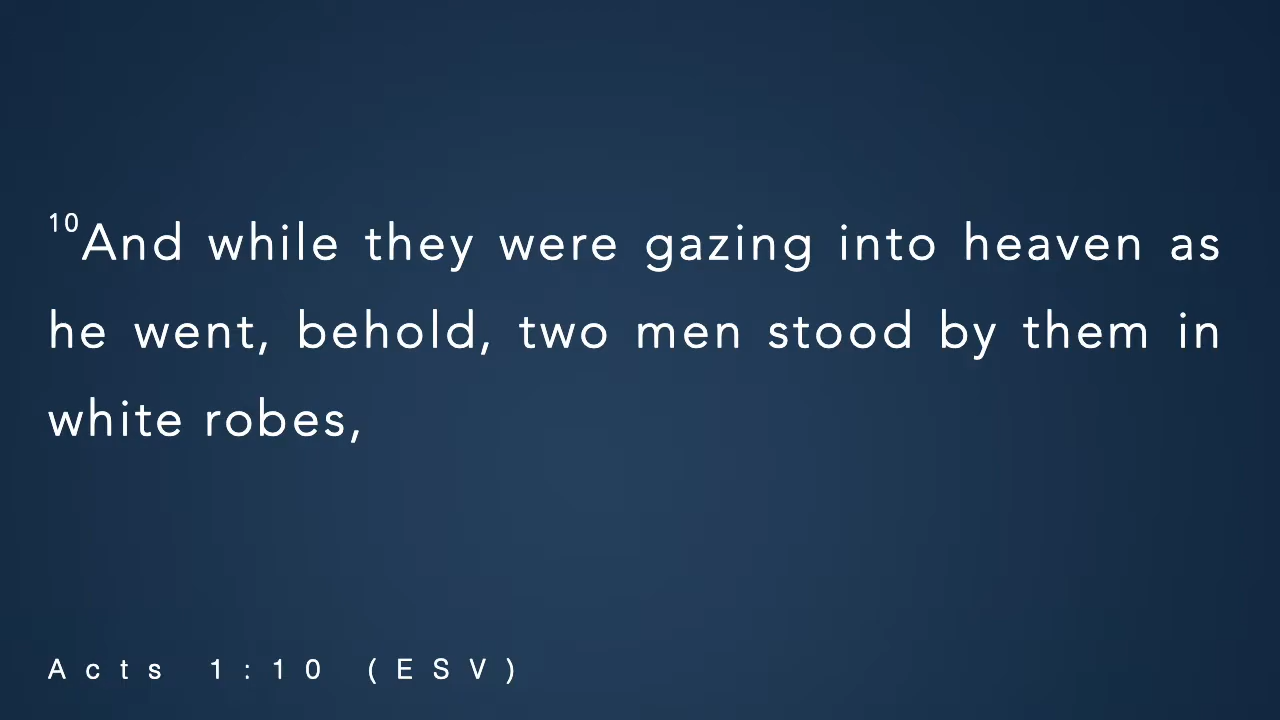 10And while they were gazing into heaven as
he went, behold, two men stood by them in
white robes,
Acts 1:10 (ESV)